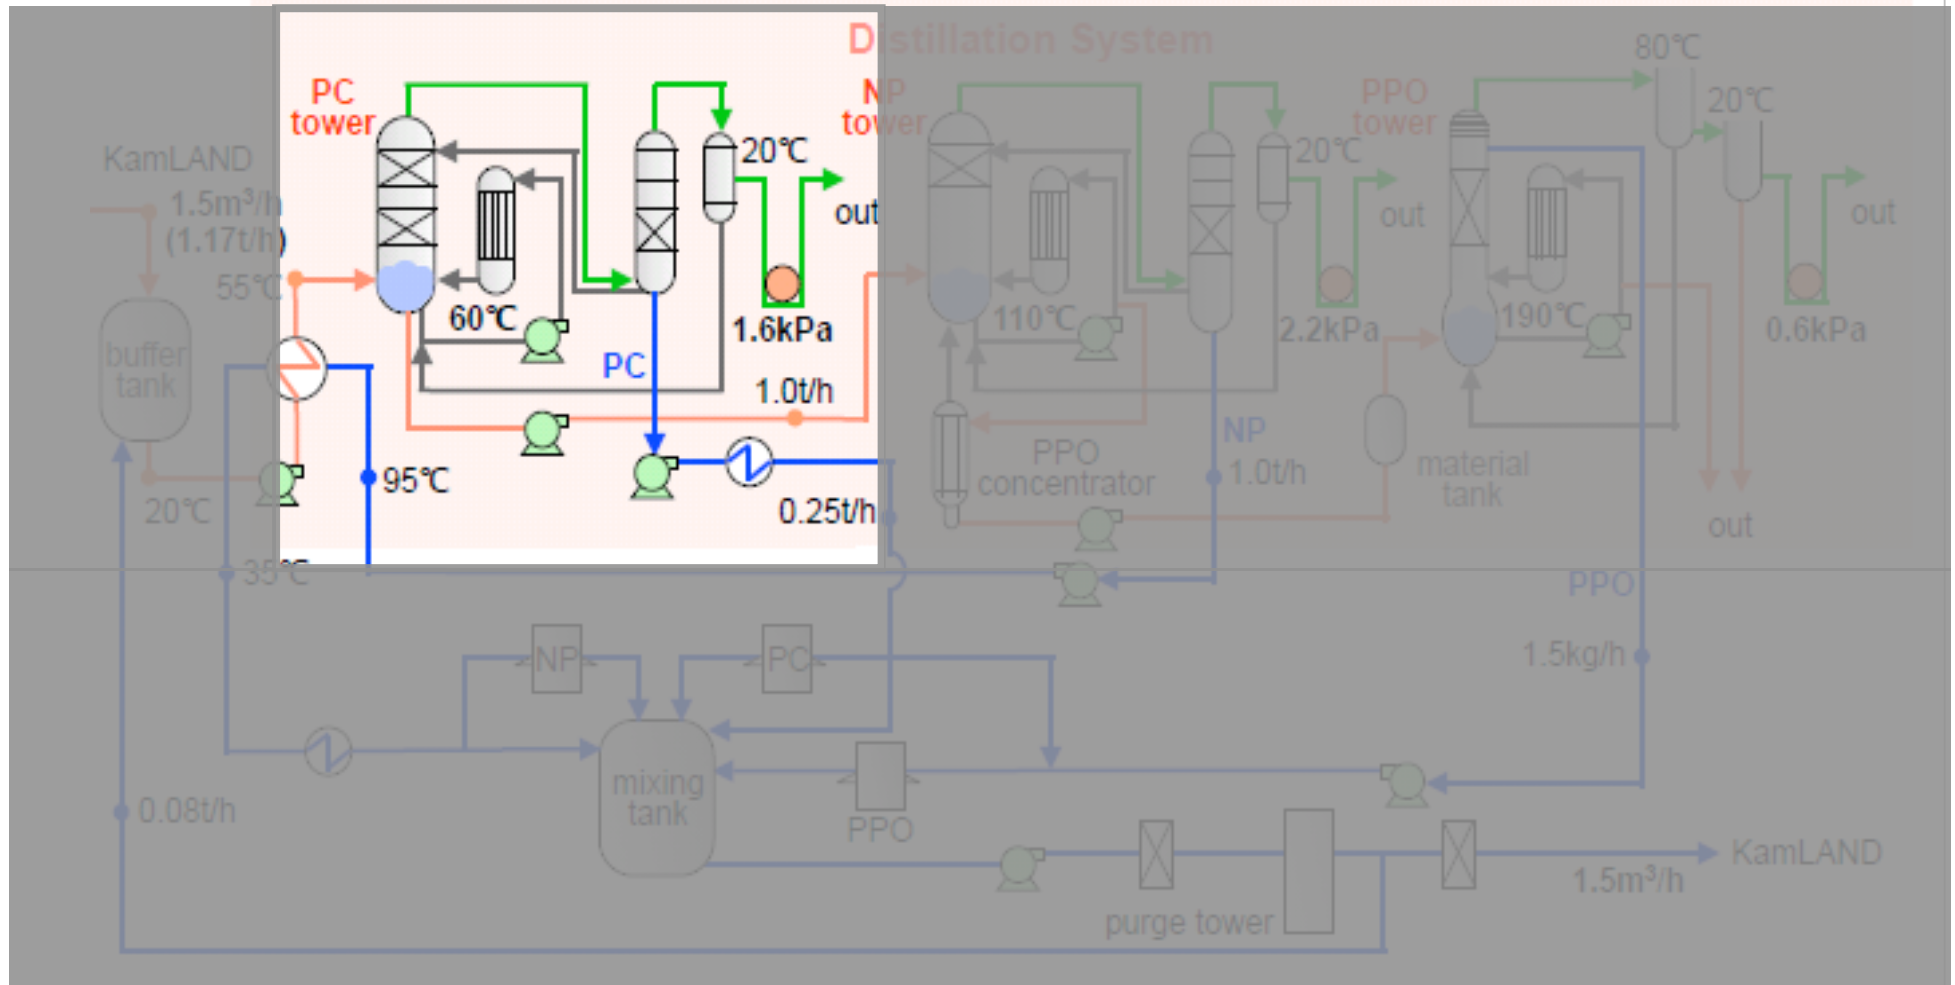 Distillation System
80℃
PC
tower
NP
tower
PPO
tower
20℃
KamLAND
20℃
20℃
1.5m³/h
(1.17t/h)
out
out
out
55℃
60℃
110℃
190℃
1.6kPa
2.2kPa
0.6kPa
buffer
tank
PC
1.0t/h
NP
PPO
concentrator
1.0t/h
material
tank
95℃
20℃
0.25t/h
out
35℃
PPO
NP
PC
1.5kg/h
mixing
tank
0.08t/h
PPO
KamLAND
1.5m³/h
purge tower